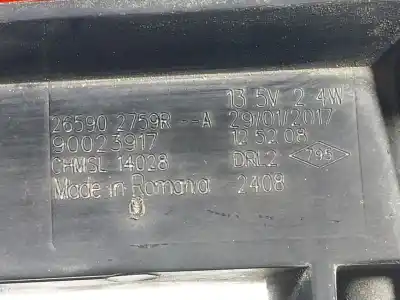 13.5V 2.4W
26590 2759R--A 29/01/2017
90023917 12:52:08
CHMSL 14028 DRL2 795
Made in Romania 2408